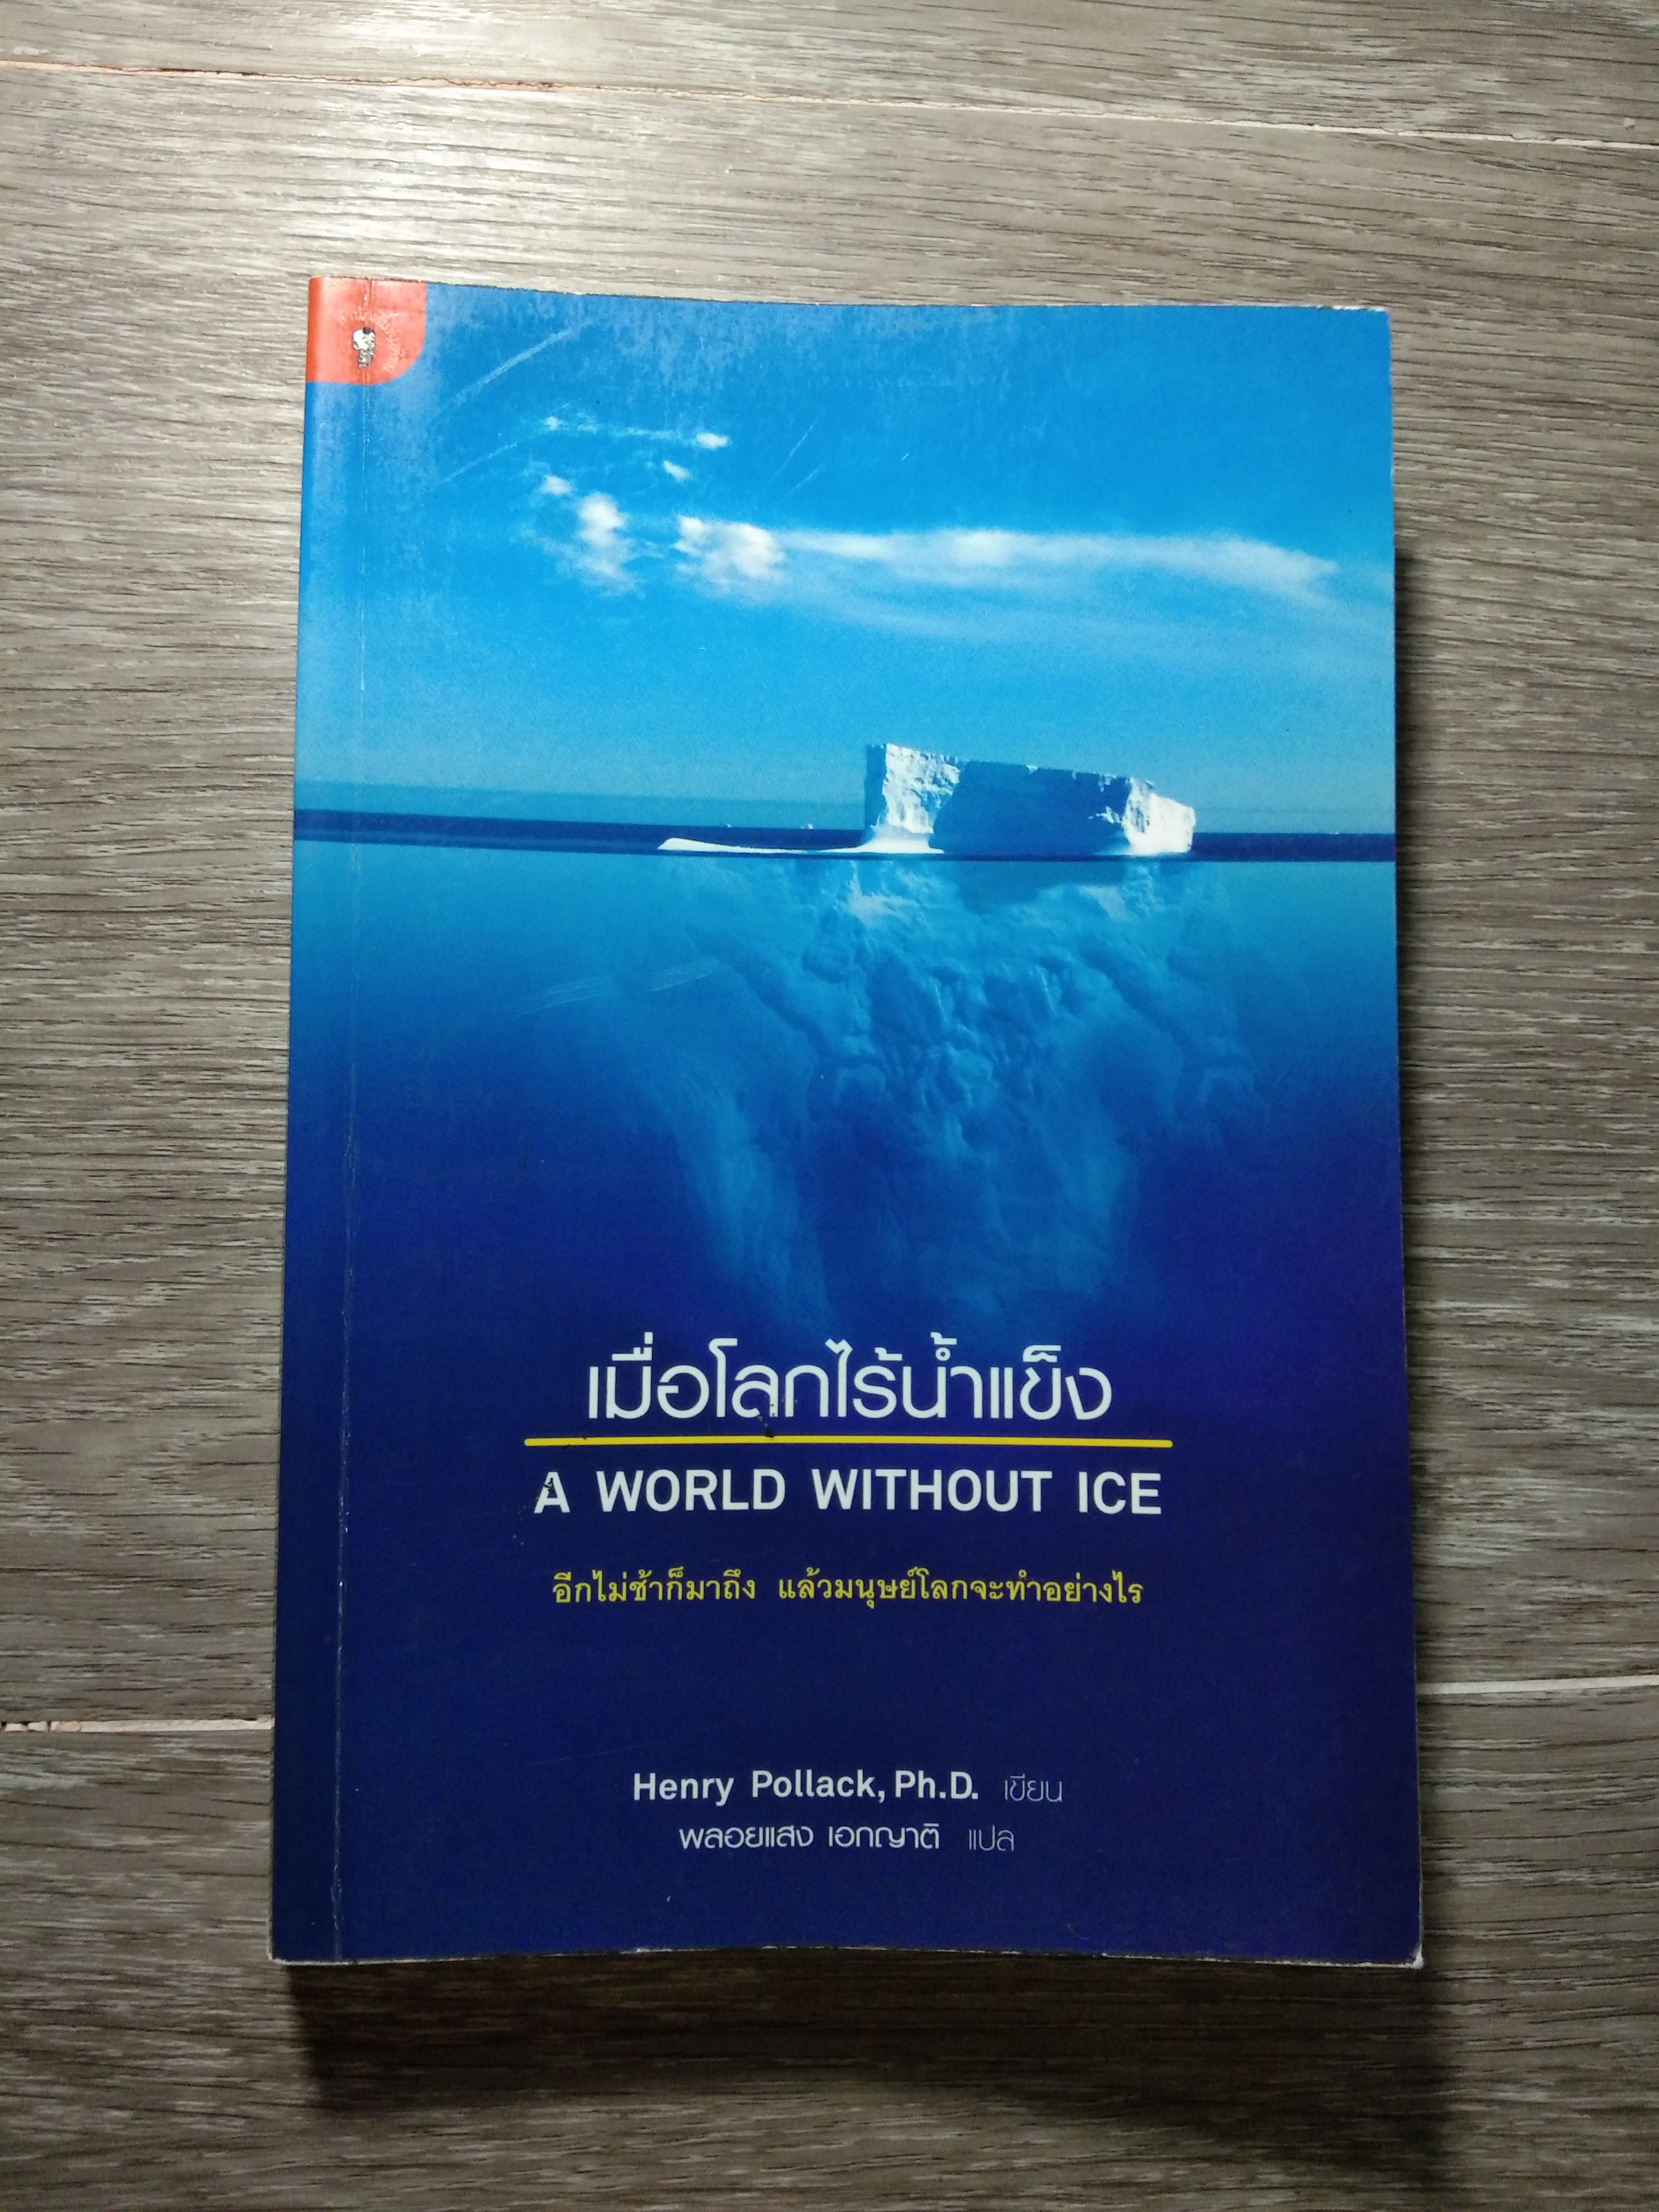 เมื่อโลกไร้น้ำแข็ง
A WORLD WITHOUT ICE
อีกไม่ช้าก็มาถึง แล้วมนุษย์โลกจะทำอย่างไร
Henry Pollack, Ph.D. เขียน
พลอยแสง เอกญาติ แปล